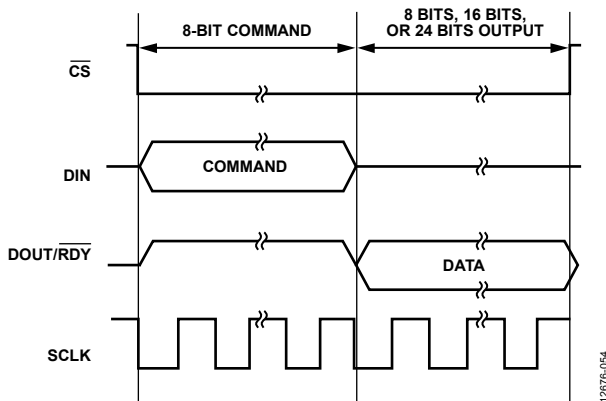 8-BIT COMMAND
8 BITS, 16 BITS,
OR 24 BITS OUTPUT
CS
DIN
COMMAND
DOUT/RDY
DATA
SCLK
12676-054